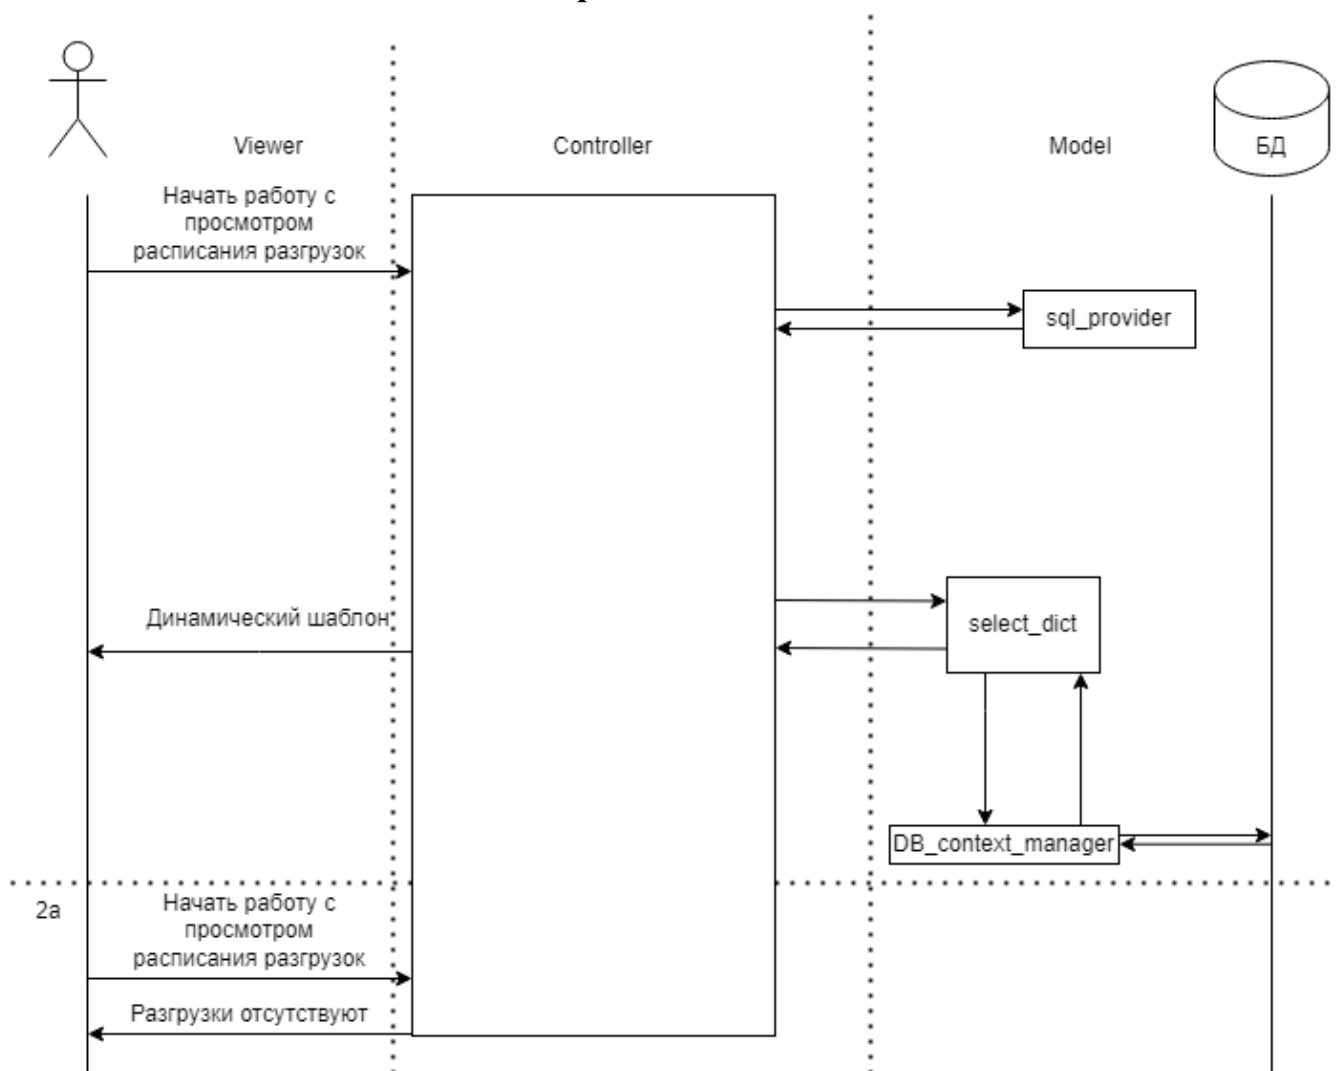 Viewer
Controller
Model
БД
Начать работу с
просмотром
расписания разгрузок
sql_provider
Динамический шаблон
select_dict
DB_context_manager
2а
Начать работу с
просмотром
расписания разгрузок
Разгрузки отсутствуют